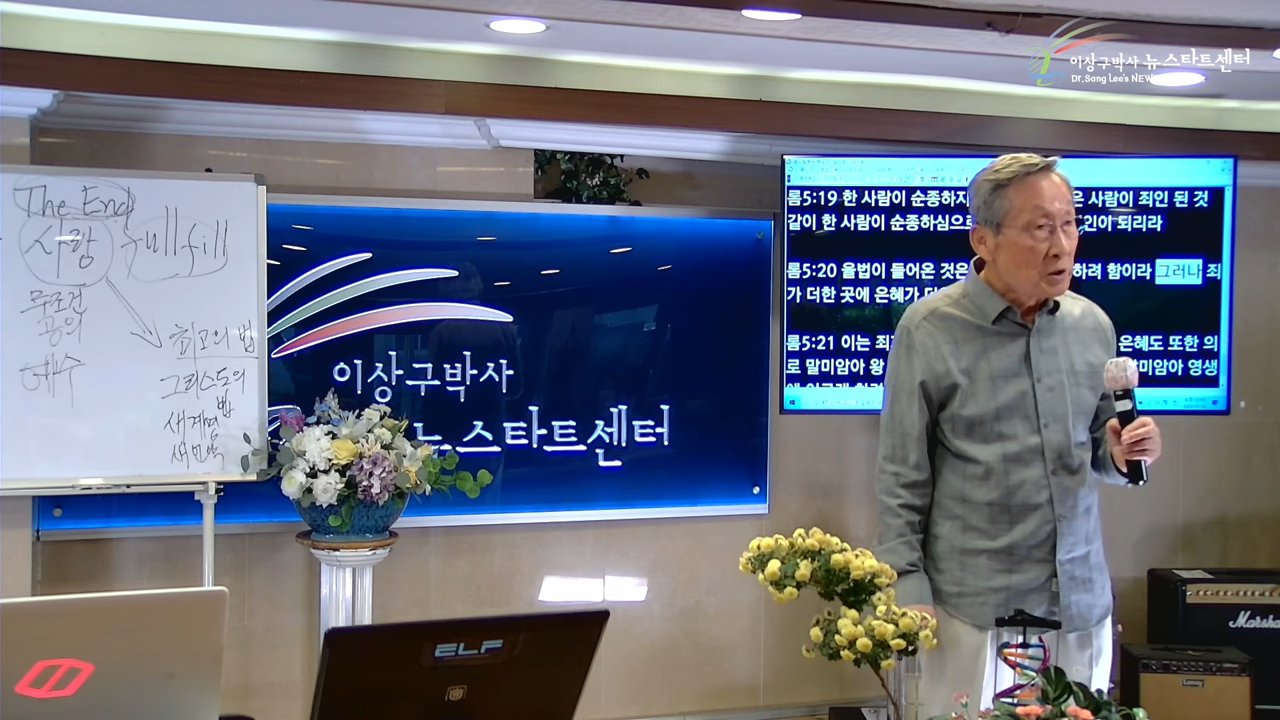 이상구박사 뉴스타트센터
Dr.Sang Lee's NEW
The End
사랑
fullfill
무조건
공의
예수
최고의 법
그리스도의
법
새계명
이상구박사
뉴스타트센터
롬5:19 한 사람이 순종하지 사람이 죄인 된 것
같이 한 사람이 순종하심으로 인이 되리라
롬5:20 율법이 들어온 것은 하려 함이라 그러나 죄
가 더한 곳에 은혜가
롬5:21 이는 죄 은혜도 또한 의
로 말미암아 왕 말미암아 영생
ELF
Marsha
Laney